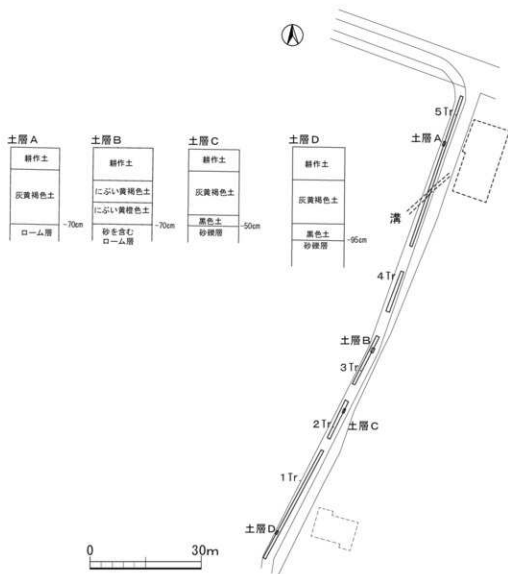 土層A
耕作土
灰黄褐色土
-70cm
ローム層
土層B
耕作土
にぶい黄褐色土
にぶい黄橙色土
-70cm
砂を含む
ローム層
土層C
耕作土
灰黄褐色土
黒色土
-50cm
砂礫層
土層D
耕作土
灰黄褐色土
黒色土
-95cm
砂礫層
5Tr.
土層A
溝
4Tr.
土層B
3Tr.
2Tr.
土層C
1Tr.
土層D
0 30m